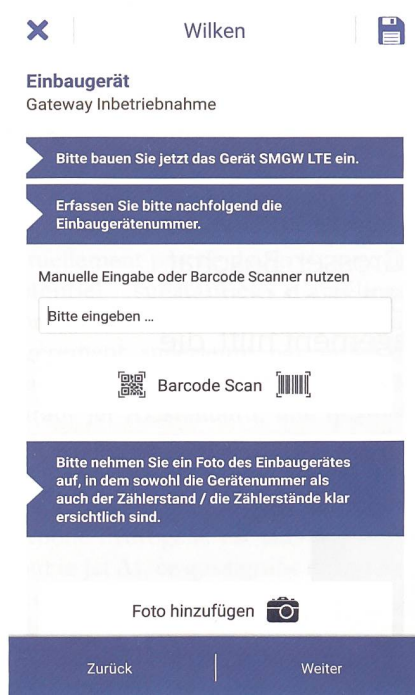 Wilken
Einbaugerät
Gateway Inbetriebnahme
Bitte bauen Sie jetzt das Gerät SMGW LTE ein.
Erfassen Sie bitte nachfolgend die
Einbaugerätenummer.
Manuelle Eingabe oder Barcode Scanner nutzen
Bitte eingeben ...
Barcode Scan
Bitte nehmen Sie ein Foto des Einbaugerätes
auf, in dem sowohl die Gerätenummer als
auch der Zählerstand / die Zählerstände klar
ersichtlich sind.
Foto hinzufügen
Zurück
Weiter